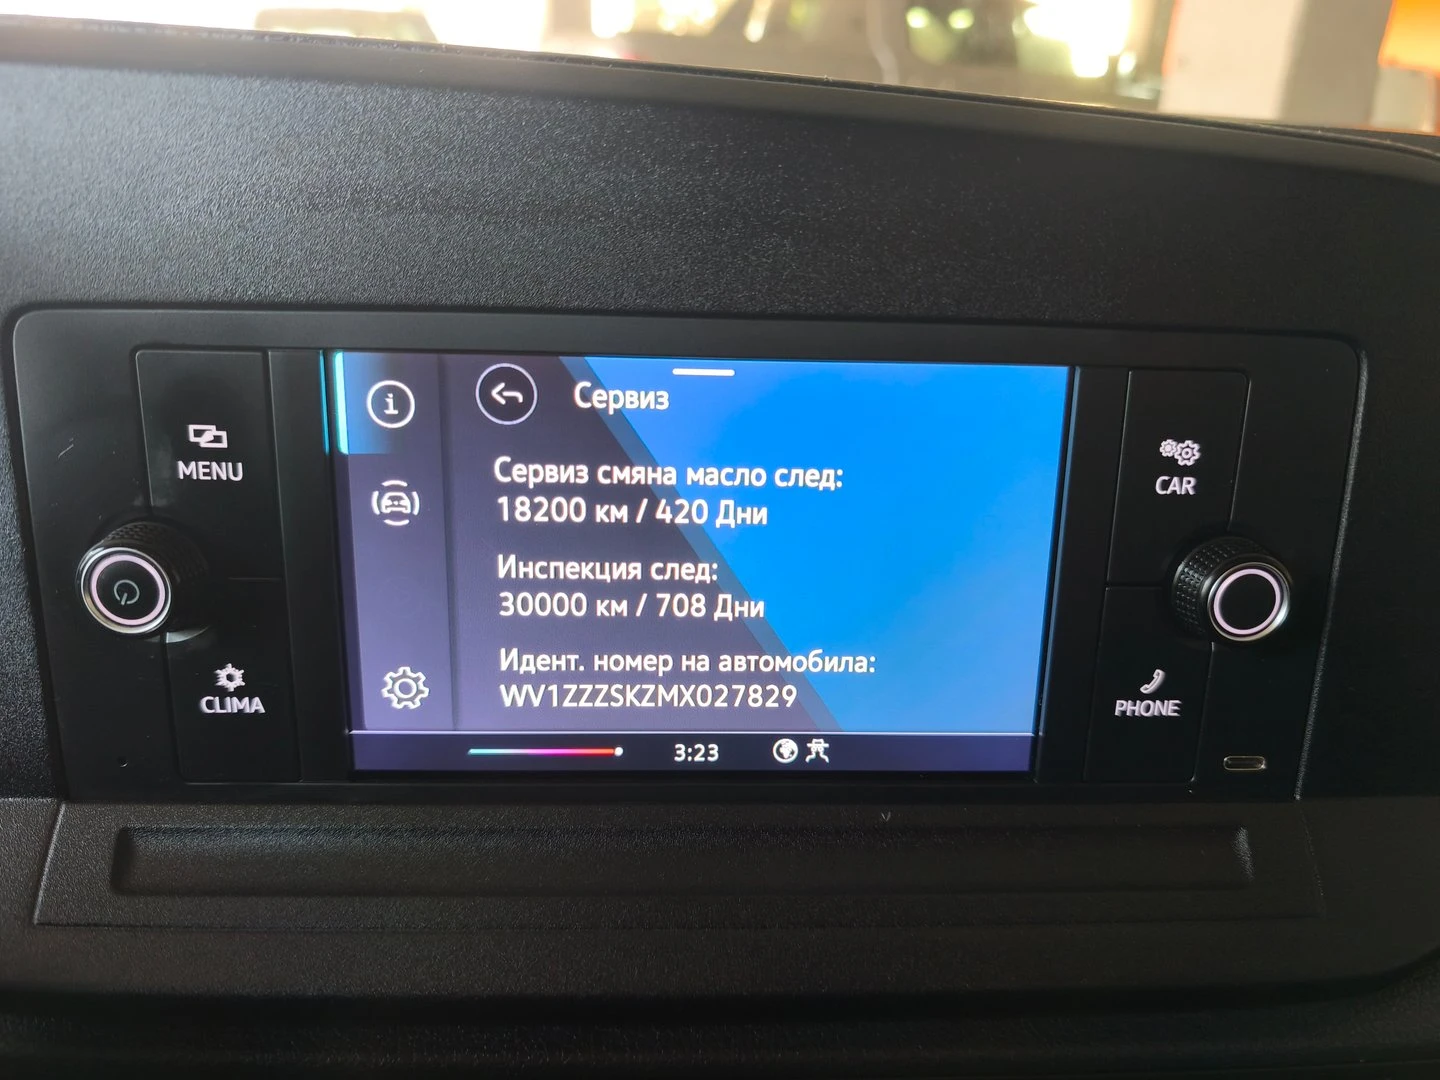 MENU
CLIMA
Сервиз
Сервиз смяна масло след:
18200 км / 420 Дни
Инспекция след:
30000 км / 708 Дни
Идент. номер на автомобила:
WV1ZZZSKZMX027829
3:23
CAR
PHONE